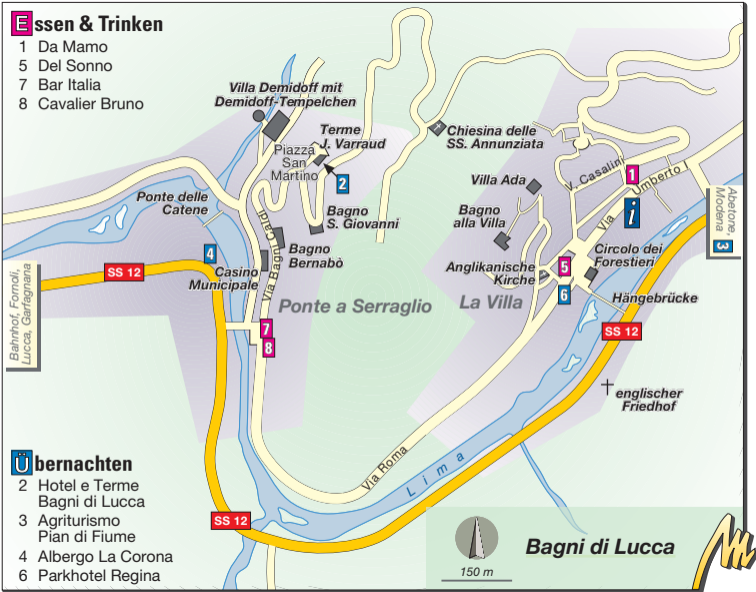 Essen & Trinken
1 Da Mamo
5 Del Sonno
7 Bar Italia
8 Cavalier Bruno
Villa Demidoff mit
Demidoff-Tempelchen
Terme
J. Varraud
Piazza
San
Martino
2
Chiesina delle
SS. Annunziata
V. Casalini
1
Via Umberto
i
Abetone,
Modena
3
Villa Ada
Ponte delle
Catene
Bagno
S. Giovanni
Bagno
alla Villa
4
Via Bagni Caldi
Bagno
Bernabò
Casino
Municipale
Circolo dei
Forestieri
Anglikanische
Kirche
5
6
SS 12
Bahnhof, Fornoli,
Lucca, Garfagnana
Ponte a Serraglio
La Villa
Hängebrücke
7
8
SS 12
englischer
Friedhof
Via Roma
Lima
Übernachten
2 Hotel e Terme
Bagni di Lucca
3 Agriturismo
Pian di Fiume
4 Albergo La Corona
6 Parkhotel Regina
SS 12
150 m
Bagni di Lucca